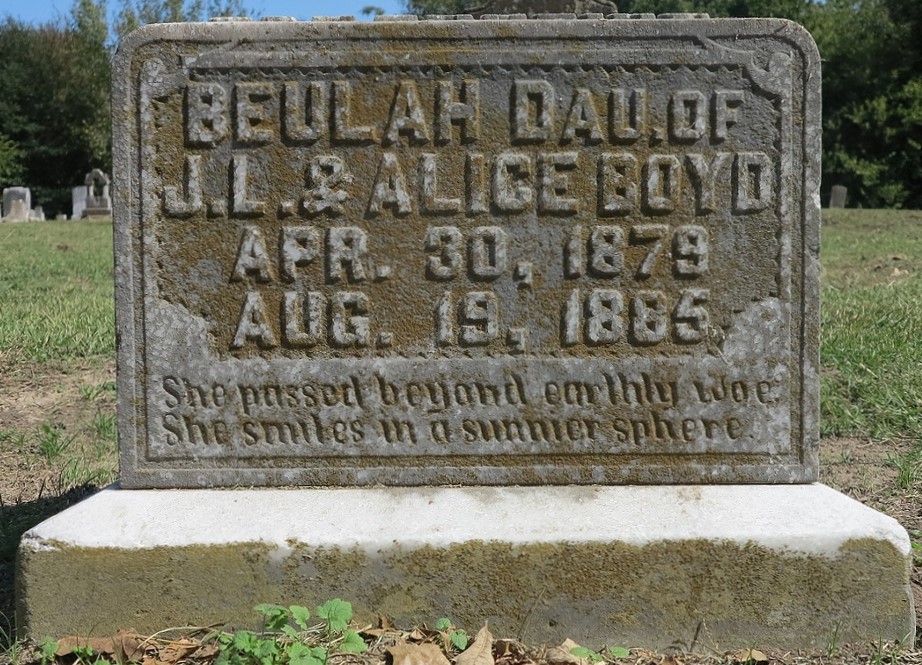 BEULAH DAU. OF
J.L. & ALICE BOYD
APR. 30, 1879
AUG. 19, 1885.
She passed beyond earthly woe,
She smiles in a sunnier sphere.